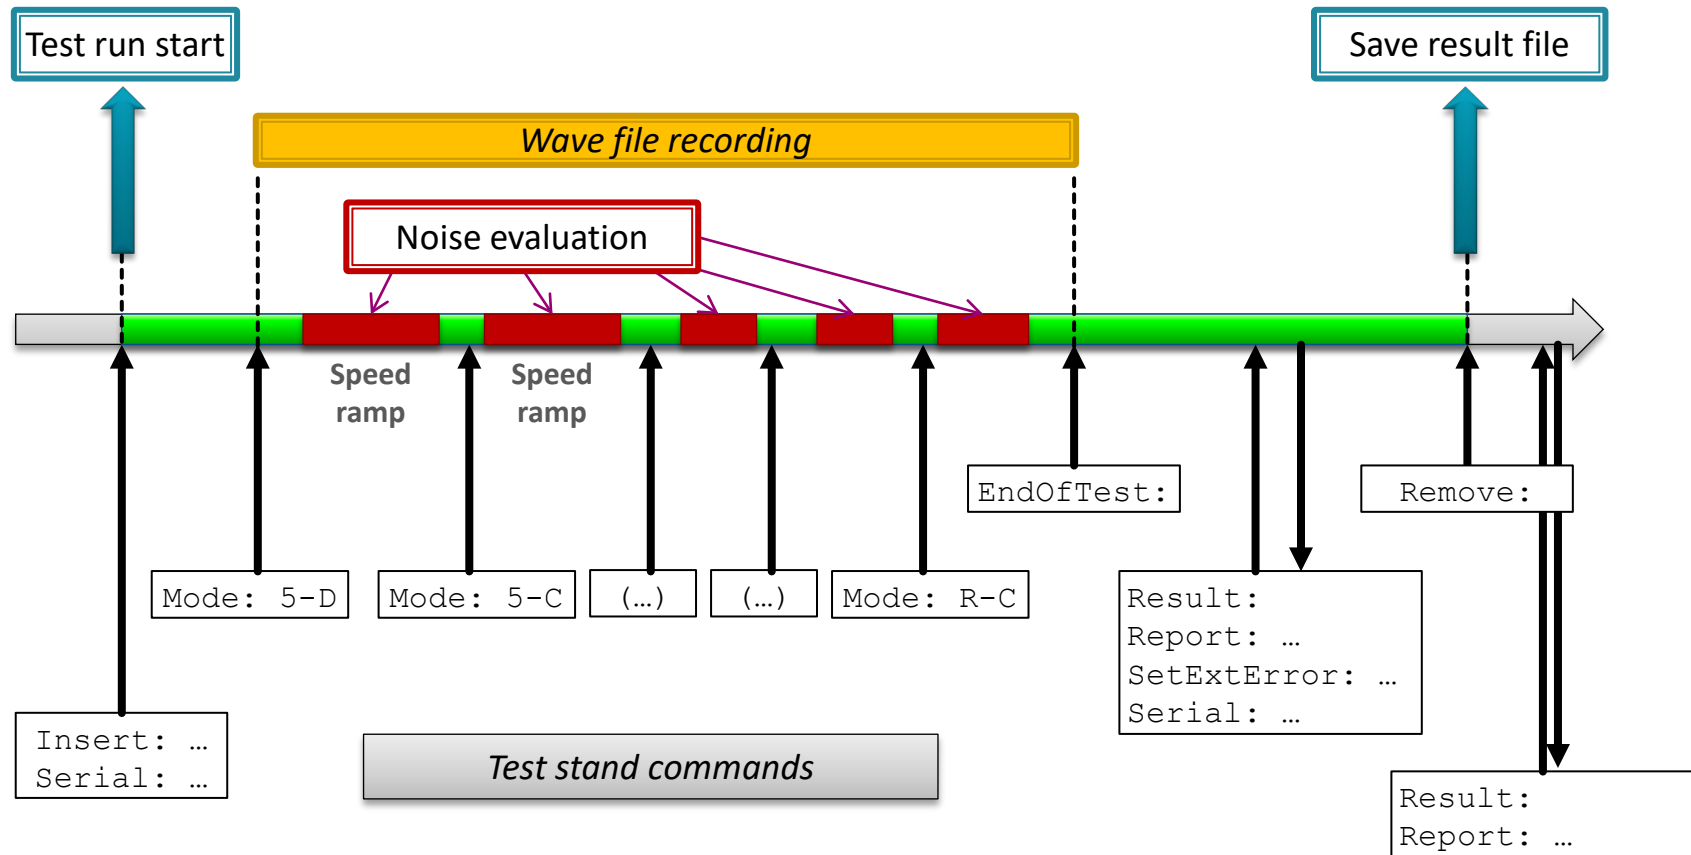 Test run start
Save result file
Wave file recording
Noise evaluation
Speed
ramp
Speed
ramp
EndOfTest:
Remove:
Mode: 5-D
Mode: 5-C
(…)
(…)
Mode: R-C
Result:
Report: …
SetExtError: …
Serial: …
Insert: …
Serial: …
Test stand commands
Result:
Report: …